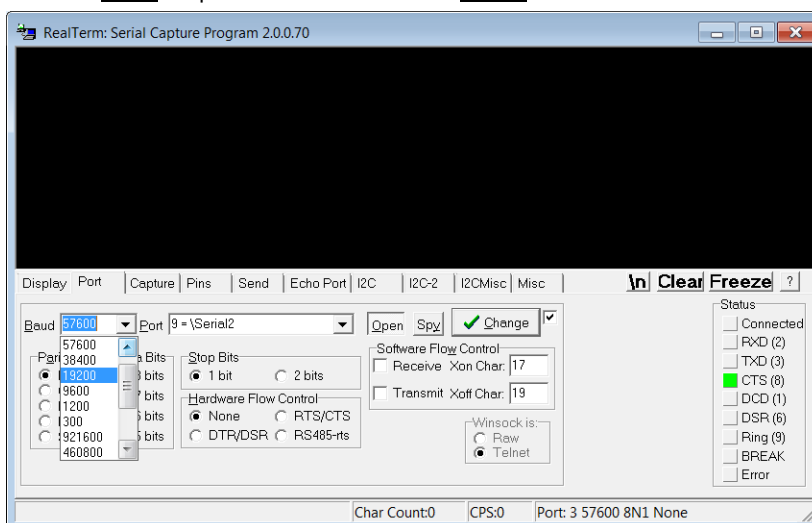 RealTerm: Serial Capture Program 2.0.0.70
Display Port Capture Pins Send Echo Port I2C I2C-2 I2CMisc Misc \n Clear Freeze ?
Baud 57600 Port 9 = \Serial2 Open Spy Change
Status
Connected
RXD (2)
TXD (3)
CTS (8)
DCD (1)
DSR (6)
Ring (9)
BREAK
Error
57600
38400
19200
9600
1200
300
921600
460800
Bits
bits
bits
bits
bits
Stop Bits
1 bit 2 bits
Hardware Flow Control
None RTS/CTS
DTR/DSR RS485-rts
Software Flow Control
Receive Xon Char: 17
Transmit Xoff Char: 19
Winsock is:
Raw
Telnet
Char Count:0 CPS:0 Port: 3 57600 8N1 None